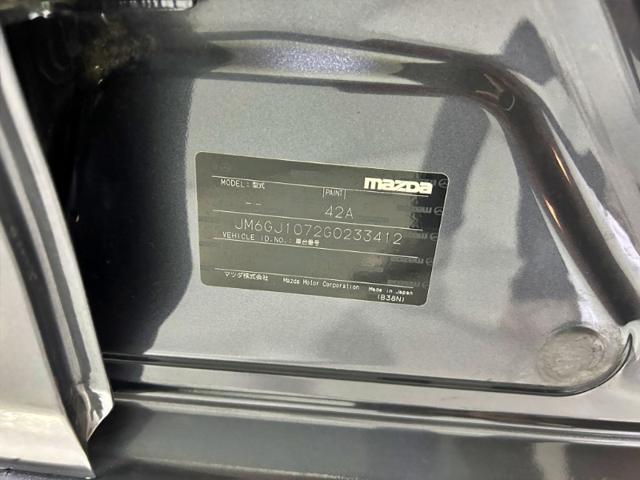 mazda
MODEL: 型式 PAINT
-- 42A
JM6GJ1072G0233412
VEHICLE ID.NO.: 車台番号
マツダ株式会社 Mazda Motor Corporation Made in Japan
(B38N)